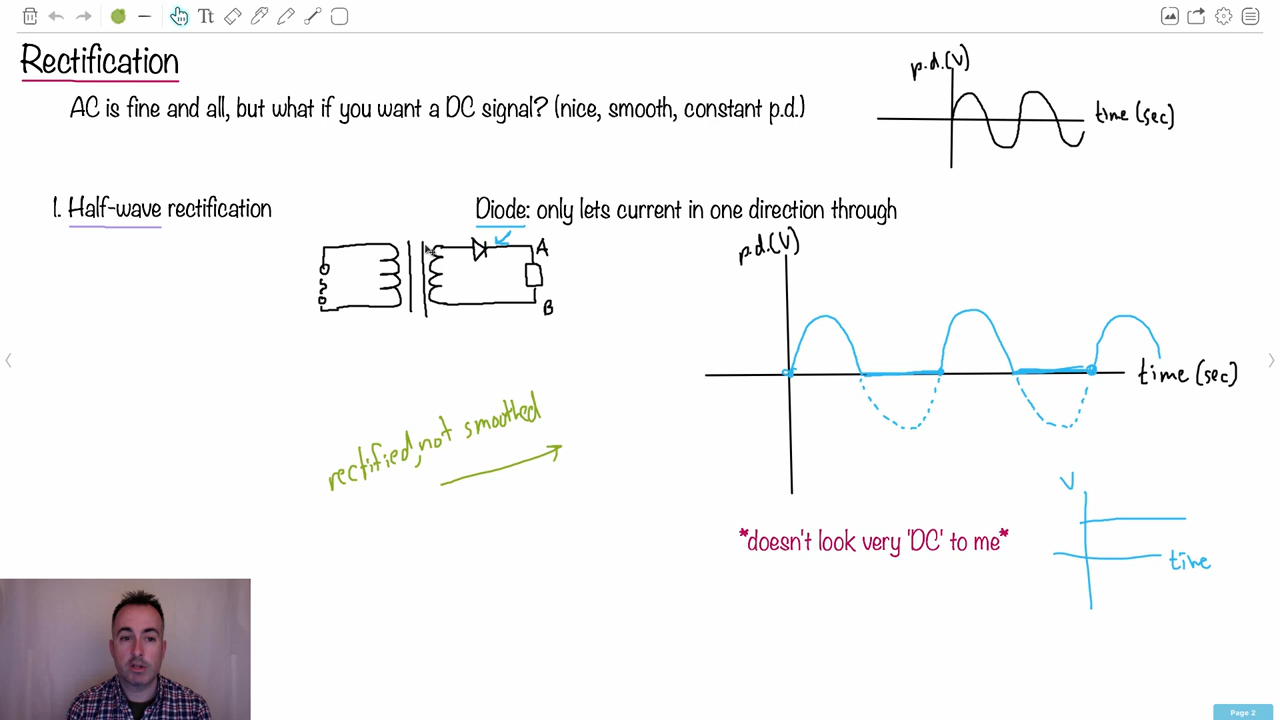 Tt
Rectification
AC is fine and all, but what if you want a DC signal? (nice, smooth, constant p.d.)
p.d.(V)
time (sec)
1. Half-wave rectification
Diode: only lets current in one direction through
A
B
p.d.(V)
time (sec)
rectified, not smoothed
*doesn't look very 'DC' to me*
V
time
Page 2